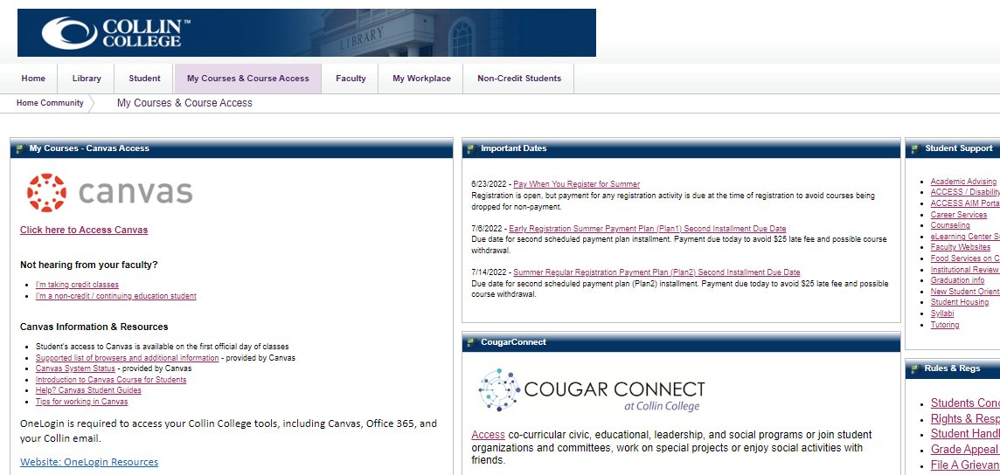 COLLIN™
COLLEGE
LIBRARY
Home
Library
Student
My Courses & Course Access
Faculty
My Workplace
Non-Credit Students
Home Community
My Courses & Course Access
My Courses - Canvas Access
canvas
Click here to Access Canvas
Not hearing from your faculty?
I'm taking credit classes
I'm a non-credit / continuing education student
Canvas Information & Resources
Student's access to Canvas is available on the first official day of classes
Supported list of browsers and additional information - provided by Canvas
Canvas System Status - provided by Canvas
Introduction to Canvas Course for Students
Help? Canvas Student Guides
Tips for working in Canvas
OneLogin is required to access your Collin College tools, including Canvas, Office 365, and
your Collin email.
Website: OneLogin Resources
Important Dates
6/23/2022 - Pay When You Register for Summer
Registration is open, but payment for any registration activity is due at the time of registration to avoid courses being
dropped for non-payment.
7/6/2022 - Early Registration Summer Payment Plan (Plan1) Second Installment Due Date
Due date for second scheduled payment plan installment. Payment due today to avoid $25 late fee and possible course
withdrawal.
7/14/2022 - Summer Regular Registration Payment Plan (Plan2) Second Installment Due Date
Due date for second scheduled payment plan (Plan2) installment. Payment due today to avoid $25 late fee and possible
course withdrawal.
CougarConnect
COUGAR CONNECT
at Collin College
Access co-curricular civic, educational, leadership, and social programs or join student
organizations and committees, work on special projects or enjoy social activities with
friends.
Student Support
Academic Advising
ACCESS / Disability
ACCESS AIM Porta
Career Services
Counseling
eLearning Center S
Faculty Websites
Food Services on C
Institutional Review
Graduation info
New Student Orient
Student Housing
Syllabi
Tutoring
Rules & Regs
Students Cond
Rights & Resp
Student Handb
Grade Appeal
File A Grievan